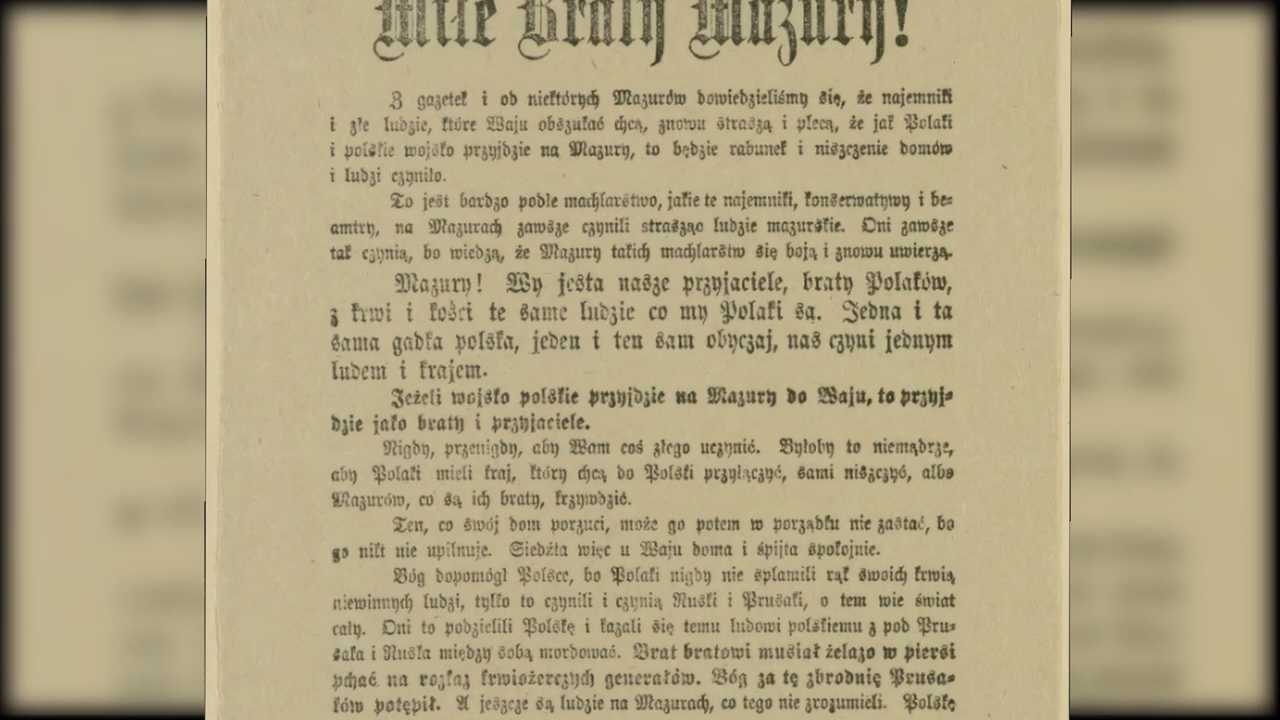 Miłe Braty Mazury!
Z gazetek i od niektórych Mazurów dowiedzieliśmy się, że najemniki
i złe ludzie, które Waju obszukać chcą, znowu straszą i plecą, że jak Polaki
i polskie wojsko przyjdzie na Mazury, to będzie rabunek i niszczenie domów
i ludzi czyniło.
To jest bardzo podłe machlarstwo, jakie te najemniki, konserwatywy i be-
amtry, na Mazurach zawsze czynili strasząc ludzie mazurskie. Oni zawsze
tak czynią, bo wiedzą, że Mazury takich machlarstw się boją i znowu uwierzą.
Mazury! Wy jesta nasze przyjaciele, braty Polaków,
z krwi i kości te same ludzie co my Polaki są. Jedna i ta
sama gadka polska, jeden i ten sam obyczaj, nas czyni jednym
ludem i krajem.
Jeżeli wojsko polskie przyjdzie na Mazury do Waju, to przyj-
dzie jako braty i przyjaciele.
Nigdy, przenigdy, aby Wam coś złego uczynić. Byłoby to niemądrze,
aby Polaki mieli kraj, który chcą do Polski przyłączyć, sami niszczyć, albo
Mazurów, co są ich braty, krzywdzić.
Ten, co swój dom porzuci, może go potem w porządku nie zastać, bo
go nikt nie upilnuje. Siedźta więc u Waju doma i śpijta spokojnie.
Bóg dopomógł Polsce, bo Polaki nigdy nie splamili rąk swoich krwią
niewinnych ludzi, tylko to czynili i czynią Ruski i Prusaki, o tem wie świat
cały. Oni to podzielili Polskę i kazali się temu ludowi polskiemu z pod Pru-
saka i Ruska między sobą mordować. Brat bratowi musiał żelazo w piersi
pchać na rozkaz krwiożerczych generałów. Bóg za tę zbrodnię Prusa-
ków potępił. A jeszcze są ludzie na Mazurach, co tego nie zrozumieli. Polskę